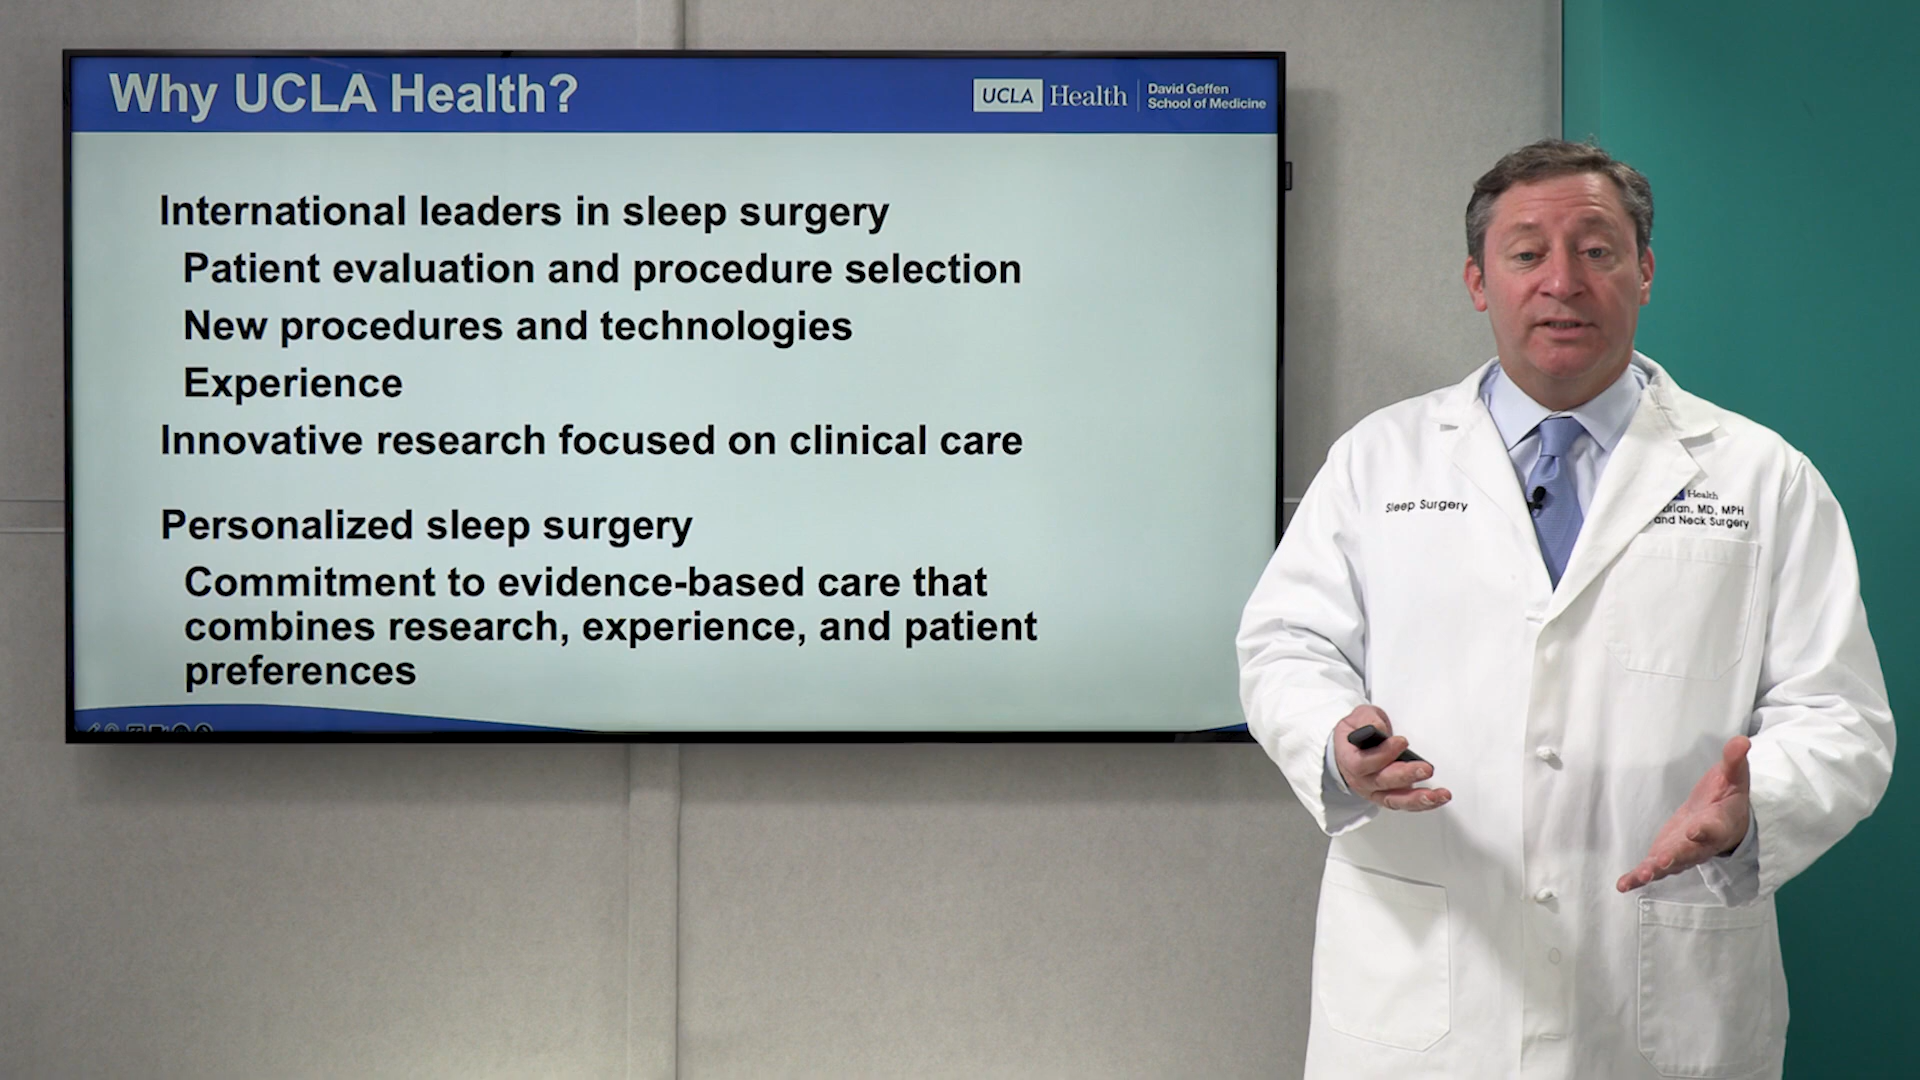 Why UCLA Health?
UCLA Health
David Geffen
School of Medicine
International leaders in sleep surgery
Patient evaluation and procedure selection
New procedures and technologies
Experience
Innovative research focused on clinical care
Personalized sleep surgery
Commitment to evidence-based care that
combines research, experience, and patient
preferences
Sleep Surgery
Health
MD, MPH
and Neck Surgery